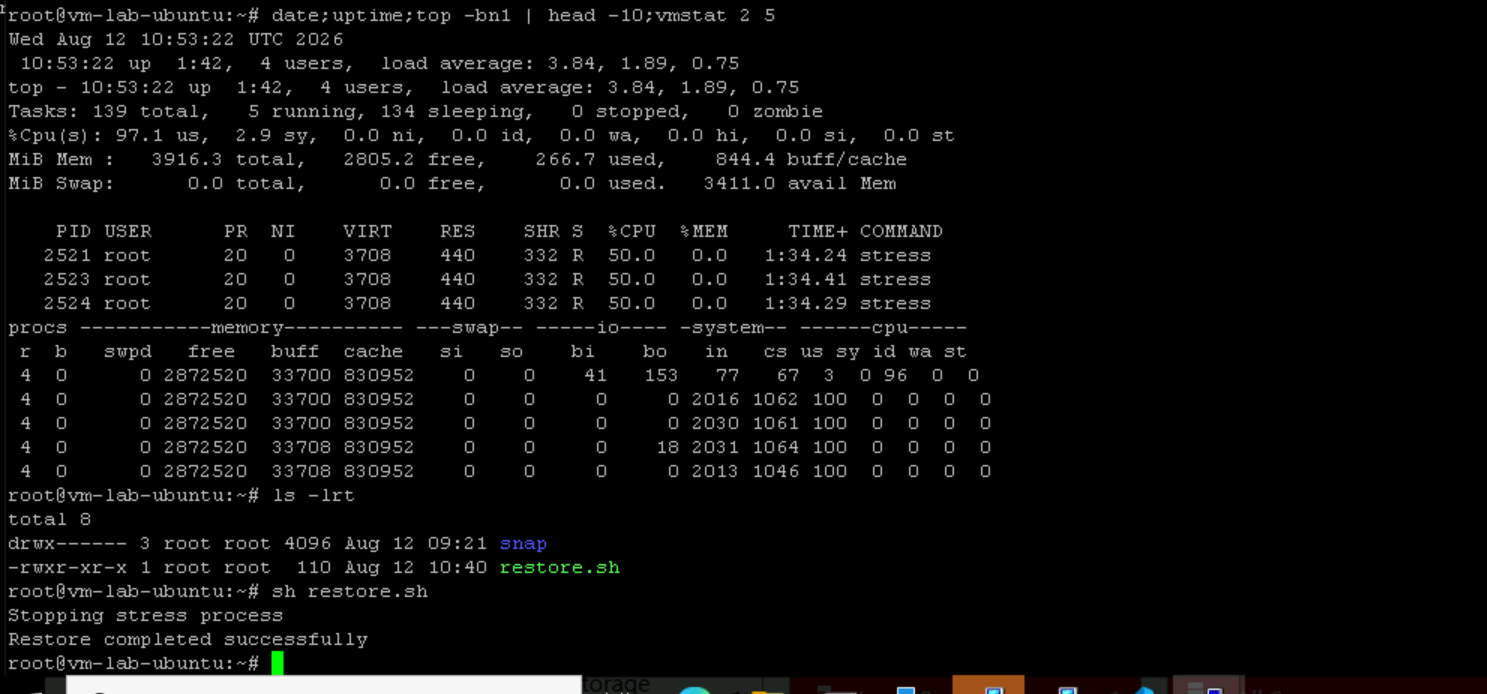 root@vm-lab-ubuntu:~# date;uptime;top -bn1 | head -10;vmstat 2 5
Wed Aug 12 10:53:22 UTC 2026
 10:53:22 up  1:42,  4 users,  load average: 3.84, 1.89, 0.75
top - 10:53:22 up  1:42,  4 users,  load average: 3.84, 1.89, 0.75
Tasks: 139 total,   5 running, 134 sleeping,   0 stopped,   0 zombie
%Cpu(s): 97.1 us,  2.9 sy,  0.0 ni,  0.0 id,  0.0 wa,  0.0 hi,  0.0 si,  0.0 st
MiB Mem :   3916.3 total,   2805.2 free,    266.7 used,    844.4 buff/cache
MiB Swap:      0.0 total,      0.0 free,      0.0 used.   3411.0 avail Mem

    PID USER      PR  NI    VIRT    RES    SHR S  %CPU  %MEM     TIME+ COMMAND
   2521 root      20   0    3708    440    332 R  50.0   0.0   1:34.24 stress
   2523 root      20   0    3708    440    332 R  50.0   0.0   1:34.41 stress
   2524 root      20   0    3708    440    332 R  50.0   0.0   1:34.29 stress
procs -----------memory---------- ---swap-- -----io---- -system-- ------cpu-----
 r  b   swpd   free   buff  cache   si   so    bi    bo   in   cs us sy id wa st
 4  0      0 2872520  33700 830952    0    0    41   153   77   67  3  0 96  0  0
 4  0      0 2872520  33700 830952    0    0     0     0 2016 1062 100  0  0  0  0
 4  0      0 2872520  33700 830952    0    0     0     0 2030 1061 100  0  0  0  0
 4  0      0 2872520  33708 830952    0    0     0    18 2031 1064 100  0  0  0  0
 4  0      0 2872520  33708 830952    0    0     0     0 2013 1046 100  0  0  0  0
root@vm-lab-ubuntu:~# ls -lrt
total 8
drwx------ 3 root root 4096 Aug 12 09:21 snap
-rwxr-xr-x 1 root root  110 Aug 12 10:40 restore.sh
root@vm-lab-ubuntu:~# sh restore.sh
Stopping stress process
Restore completed successfully
root@vm-lab-ubuntu:~#